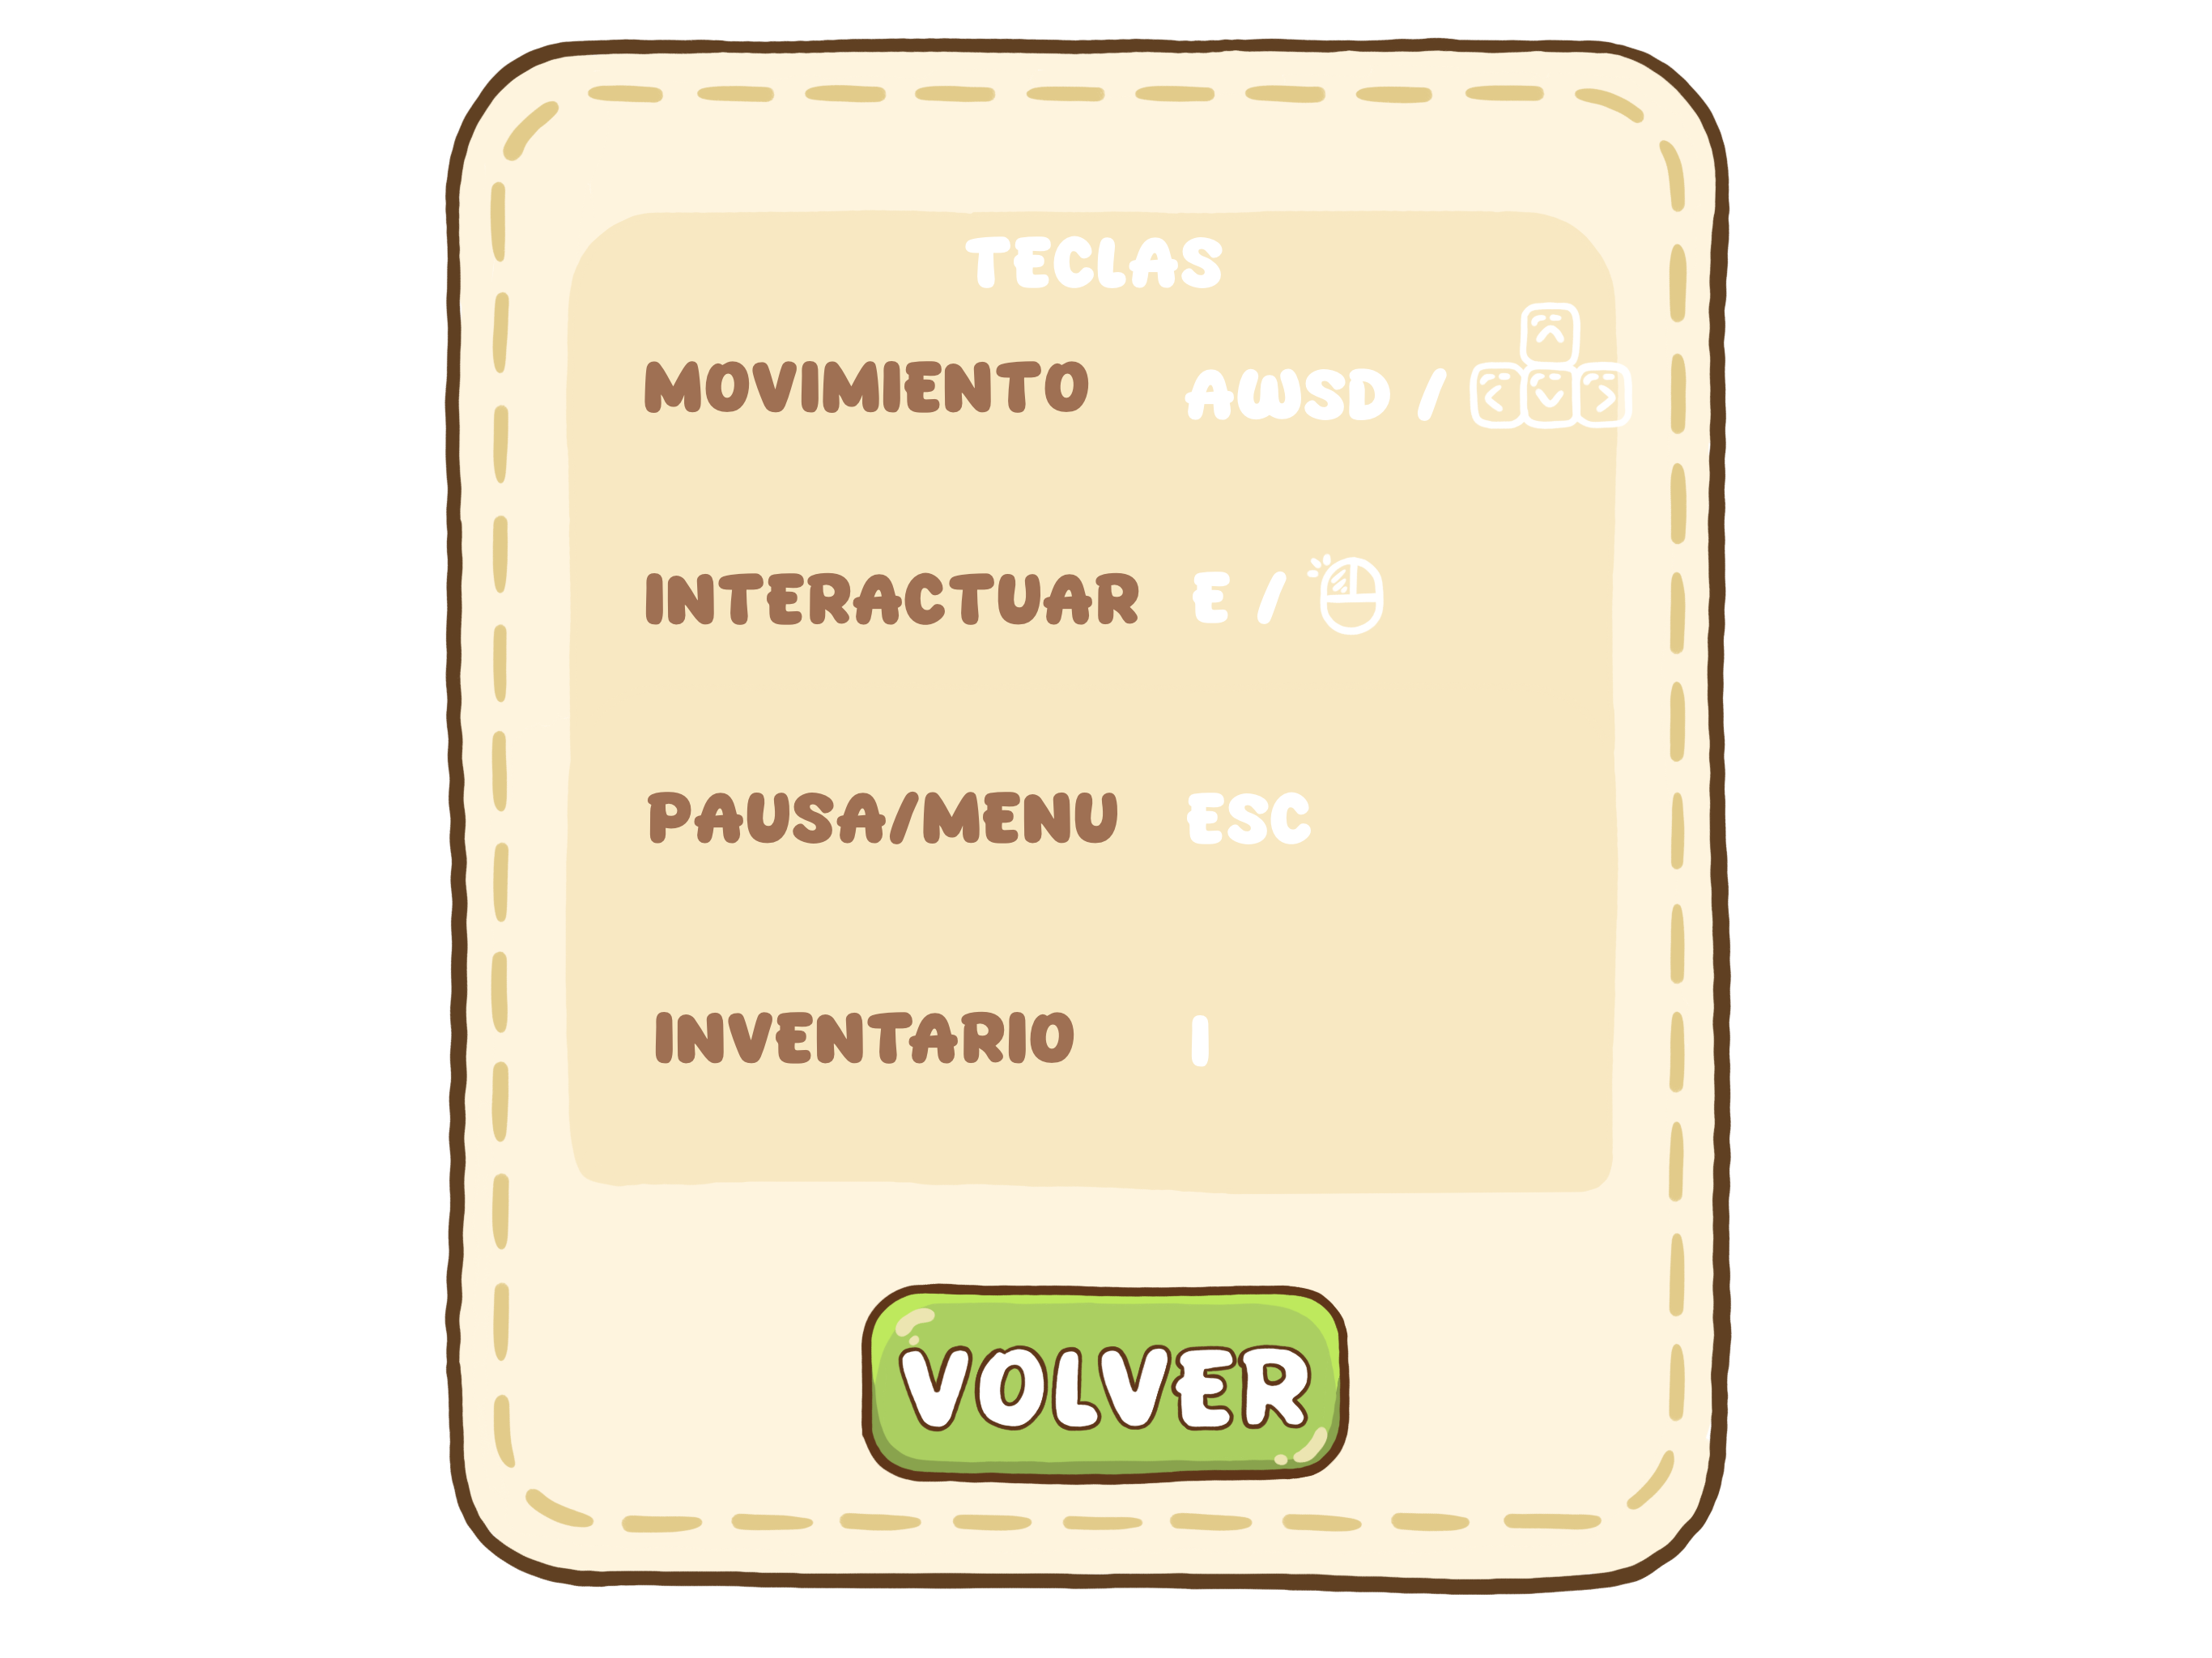 TECLAS
MOVIMIENTO AWSD /
INTERACTUAR E /
PAUSA/MENU ESC
INVENTARIO I
VOLVER